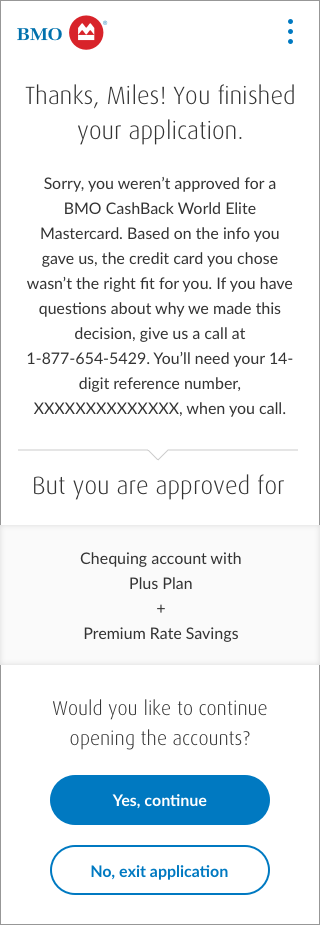 BMO
Thanks, Miles! You finished
your application.
Sorry, you weren’t approved for a
BMO CashBack World Elite
Mastercard. Based on the info you
gave us, the credit card you chose
wasn’t the right fit for you. If you have
questions about why we made this
decision, give us a call at
1-877-654-5429. You’ll need your 14-
digit reference number,
XXXXXXXXXXXXXX, when you call.
But you are approved for
Chequing account with
Plus Plan
+
Premium Rate Savings
Would you like to continue
opening the accounts?
Yes, continue
No, exit application